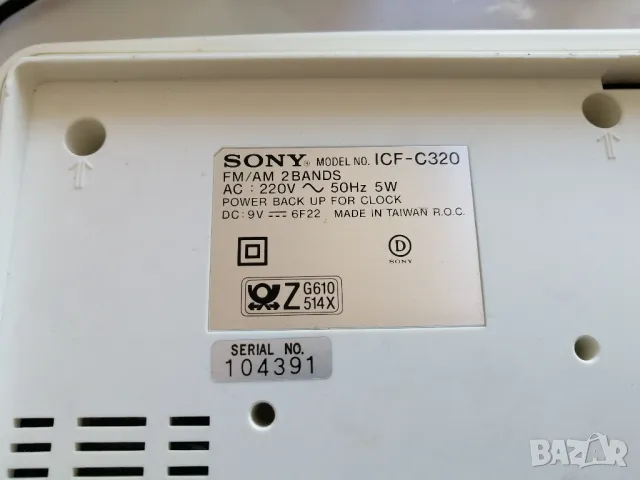 SONY® MODEL NO. ICF-C320
FM/AM 2BANDS
AC : 220V ～ 50Hz 5W
POWER BACK UP FOR CLOCK
DC: 9V ⎓ 6F22 MADE IN TAIWAN R.O.C.
D
SONY
Z G610
514X
SERIAL NO.
104391
BAZAR